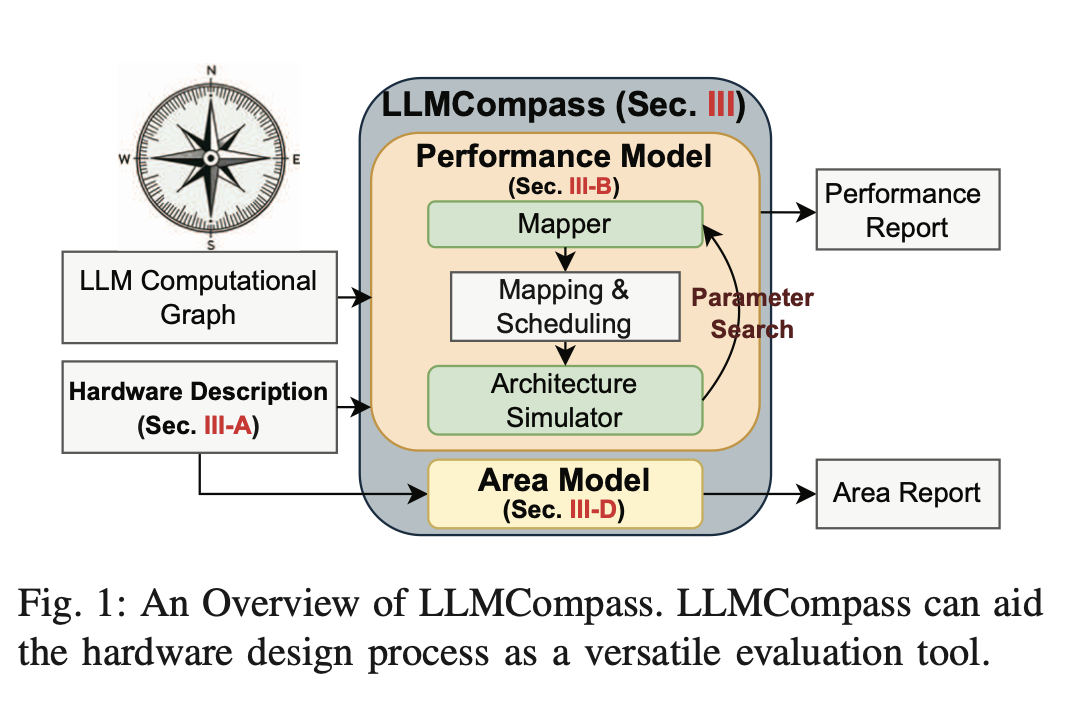 N
W
E
S
LLMCompass (Sec. III)
Performance Model
(Sec. III-B)
Mapper
Mapping &
Scheduling
Architecture
Simulator
Parameter
Search
LLM Computational
Graph
Hardware Description
(Sec. III-A)
Area Model
(Sec. III-D)
Performance
Report
Area Report
Fig. 1: An Overview of LLMCompass. LLMCompass can aid
the hardware design process as a versatile evaluation tool.